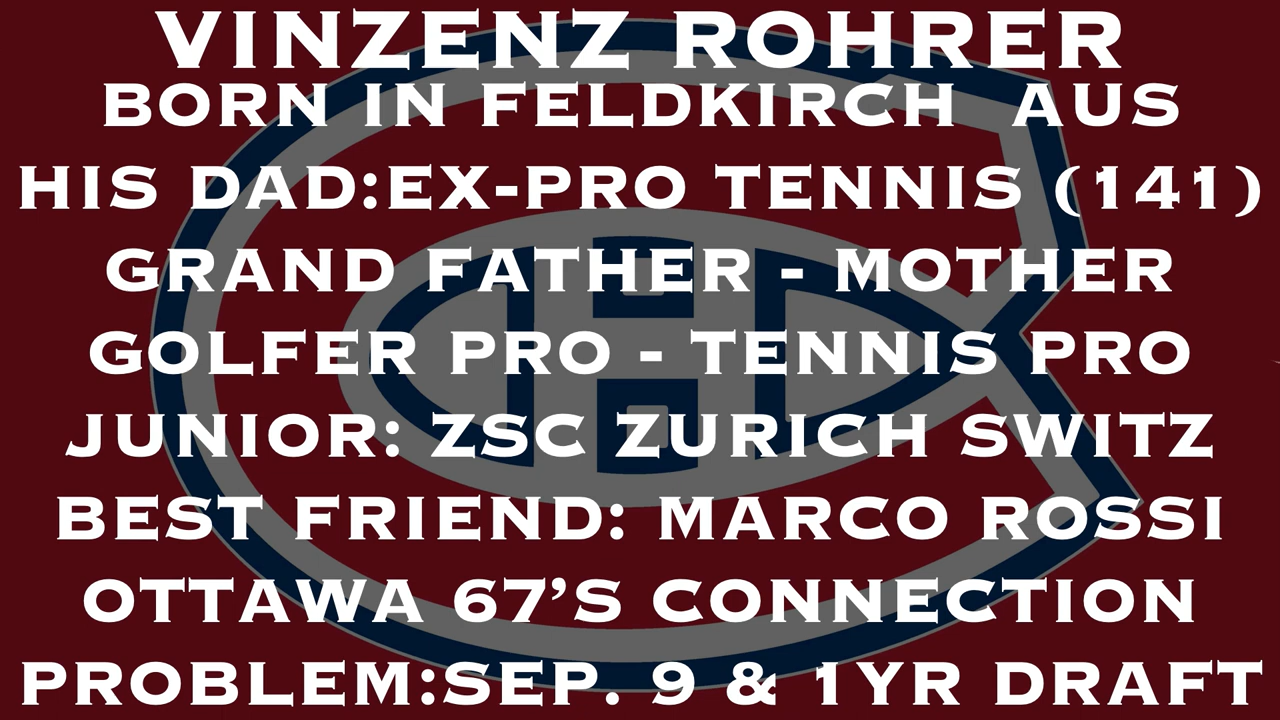 VINZENZ ROHRER
BORN IN FELDKIRCH AUS
HIS DAD:EX-PRO TENNIS (141)
GRAND FATHER - MOTHER
GOLFER PRO - TENNIS PRO
JUNIOR: ZSC ZURICH SWITZ
BEST FRIEND: MARCO ROSSI
OTTAWA 67’S CONNECTION
PROBLEM:SEP. 9 & 1YR DRAFT